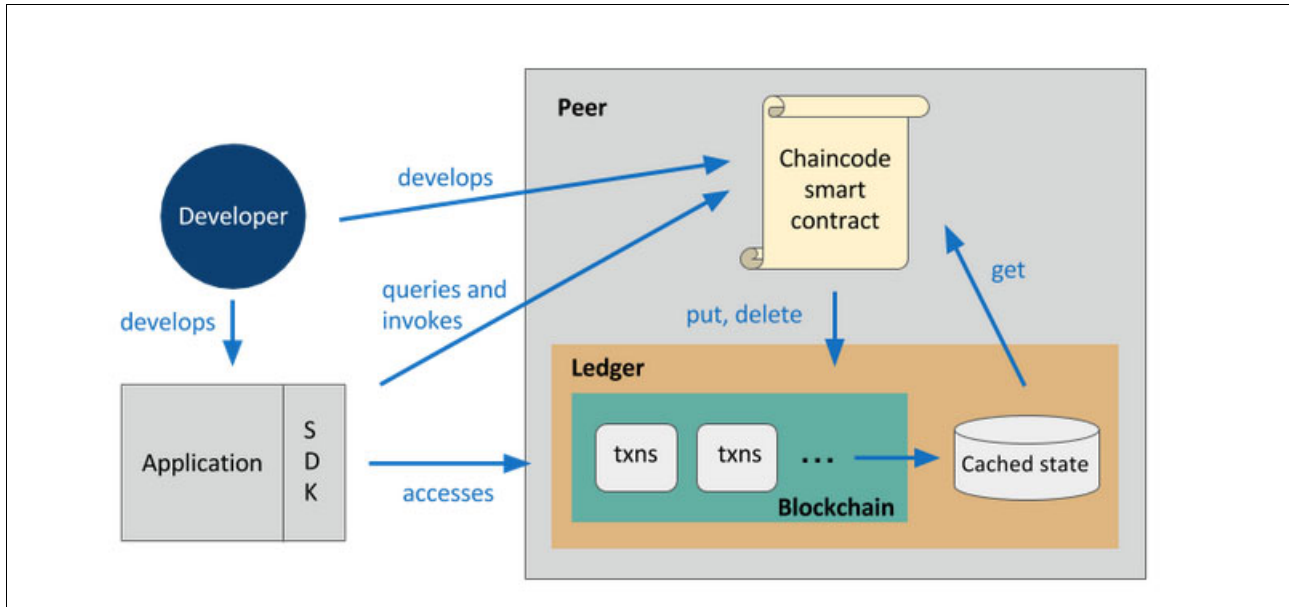 Peer
Chaincode
smart
contract
develops
Developer
queries and
invokes
get
develops
put, delete
Ledger
Application
S
D
K
txns
txns
...
Cached state
accesses
Blockchain